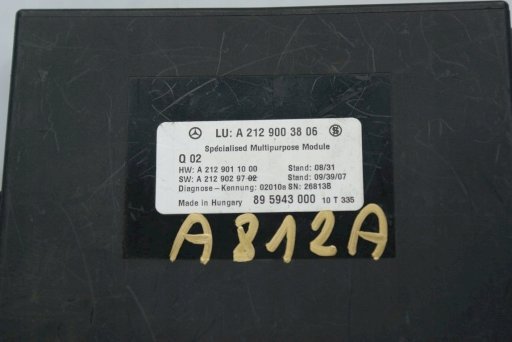 LU: A 212 900 38 06
Specialised Multipurpose Module
Q 02
HW: A 212 901 10 00 Stand: 08/31
SW: A 212 902 97 02 Stand: 09/39/07
Diagnose-Kennung: 02010a SN: 26813B
Made in Hungary 89 5943 000 10 T 335
A812A